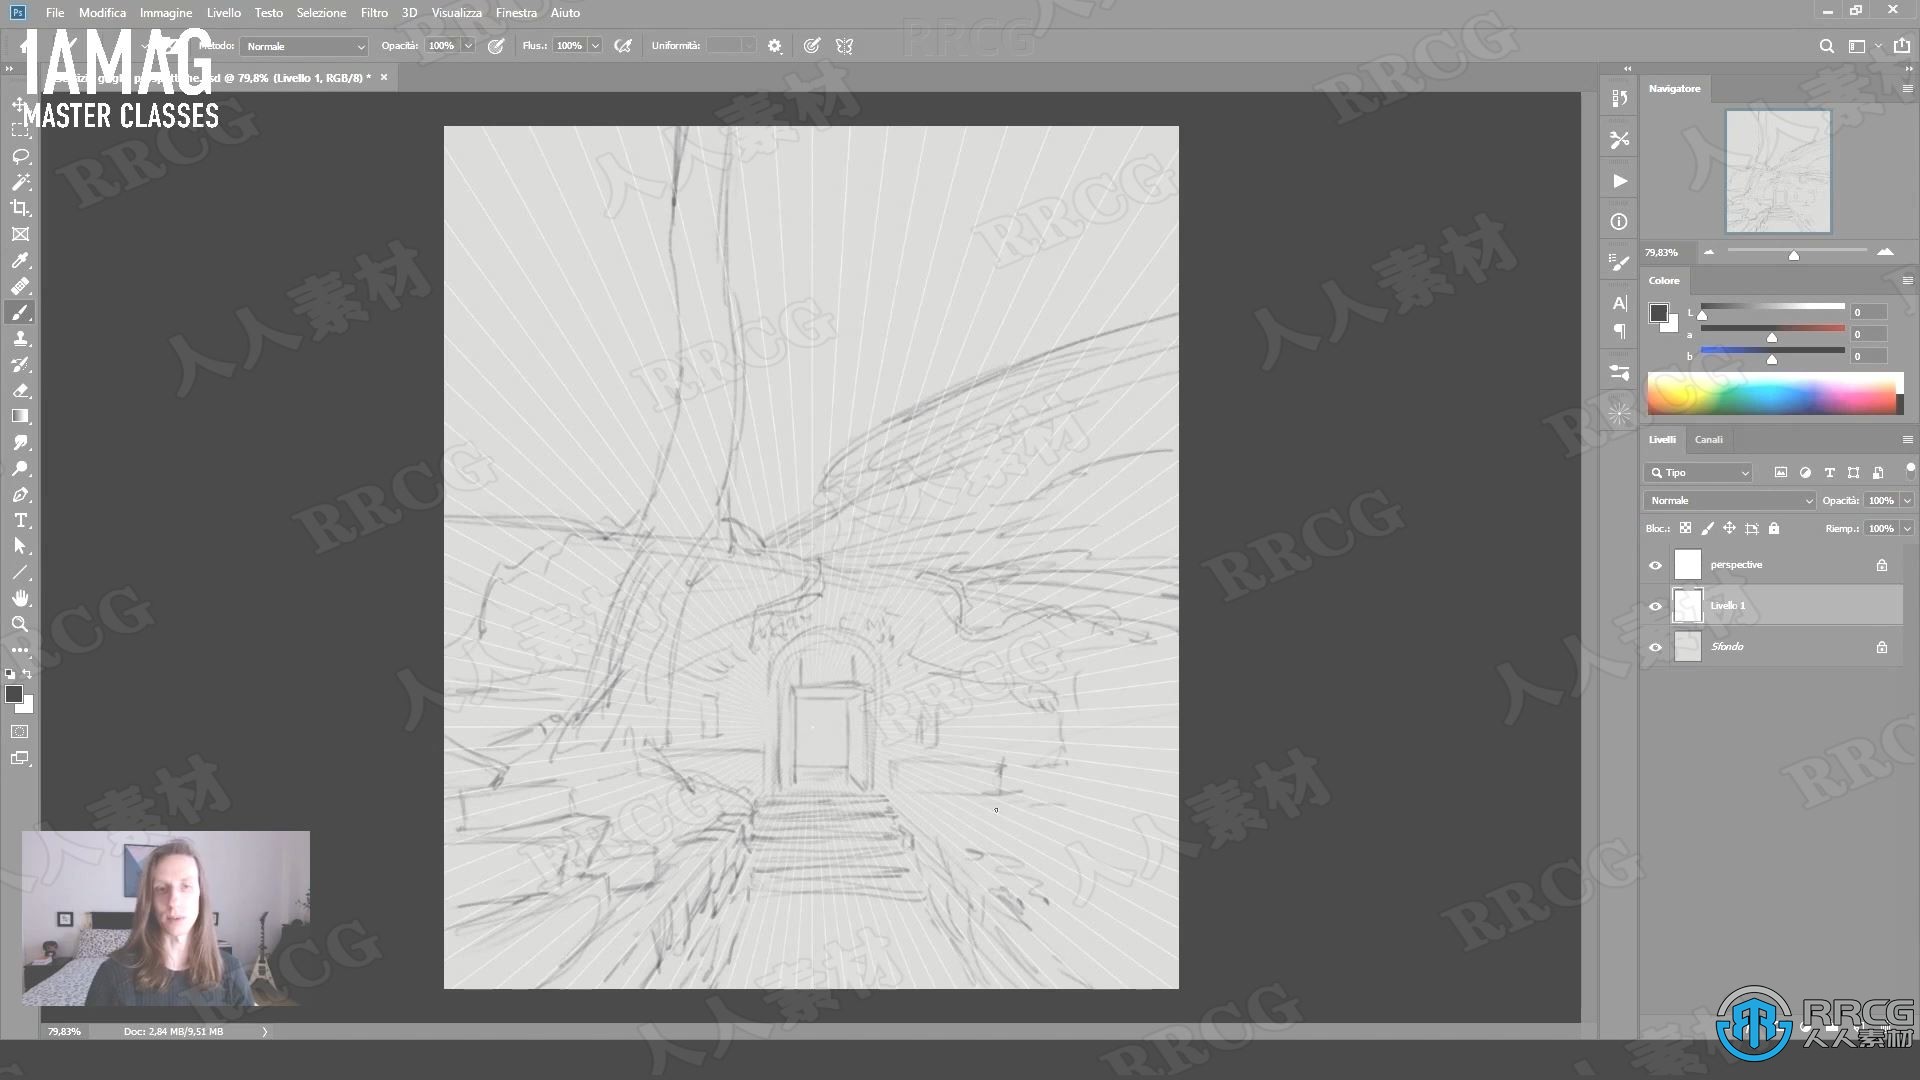 Ps File Modifica Immagine Livello Testo Selezione Filtro 3D Visualizza Finestra Aiuto
Normale Opacità: 100% Flus.: 100% Uniformità:
IAMAG
MASTER CLASSES
@ 79,8% (Livello 1, RGB/8) *
Navigatore
79,83%
Colore
L 0
a 0
b 0
Livelli Canali
Tipo
Normale Opacità: 100%
Bloc.: Riemp.: 100%
perspective
Livello 1
Sfondo
79,83% Doc: 2,84 MB/9,51 MB
RRCG
人人素材